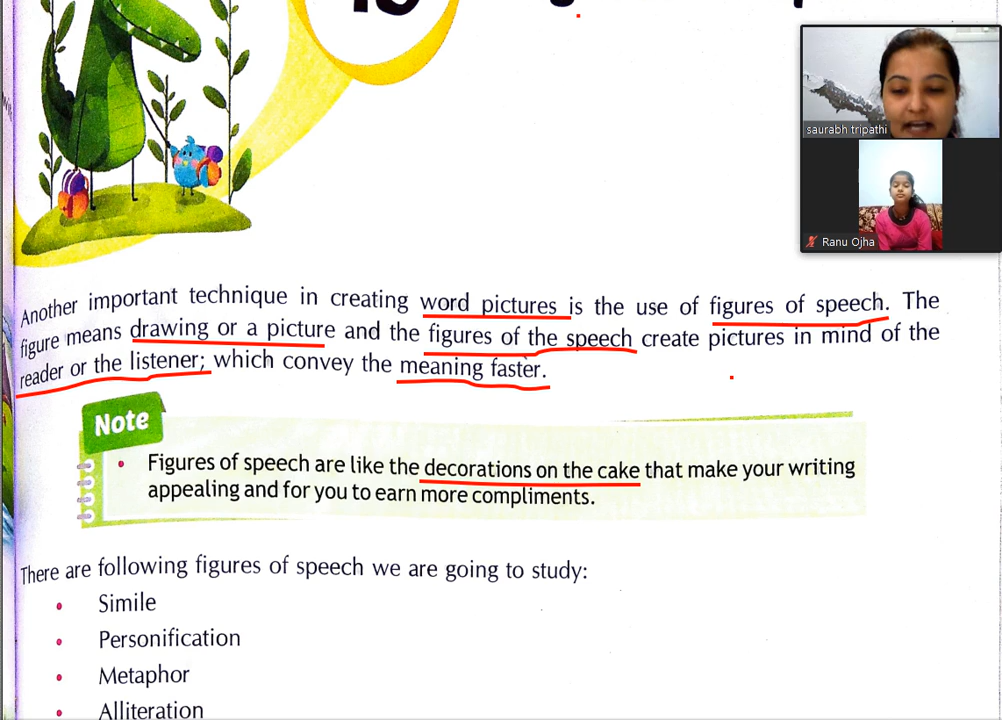 saurabh tripathi
Ranu Ojha
Another important technique in creating word pictures is the use of figures of speech. The
figure means drawing or a picture and the figures of the speech create pictures in mind of the
reader or the listener; which convey the meaning faster.
Note
• Figures of speech are like the decorations on the cake that make your writing
appealing and for you to earn more compliments.
There are following figures of speech we are going to study:
• Simile
• Personification
• Metaphor
• Alliteration